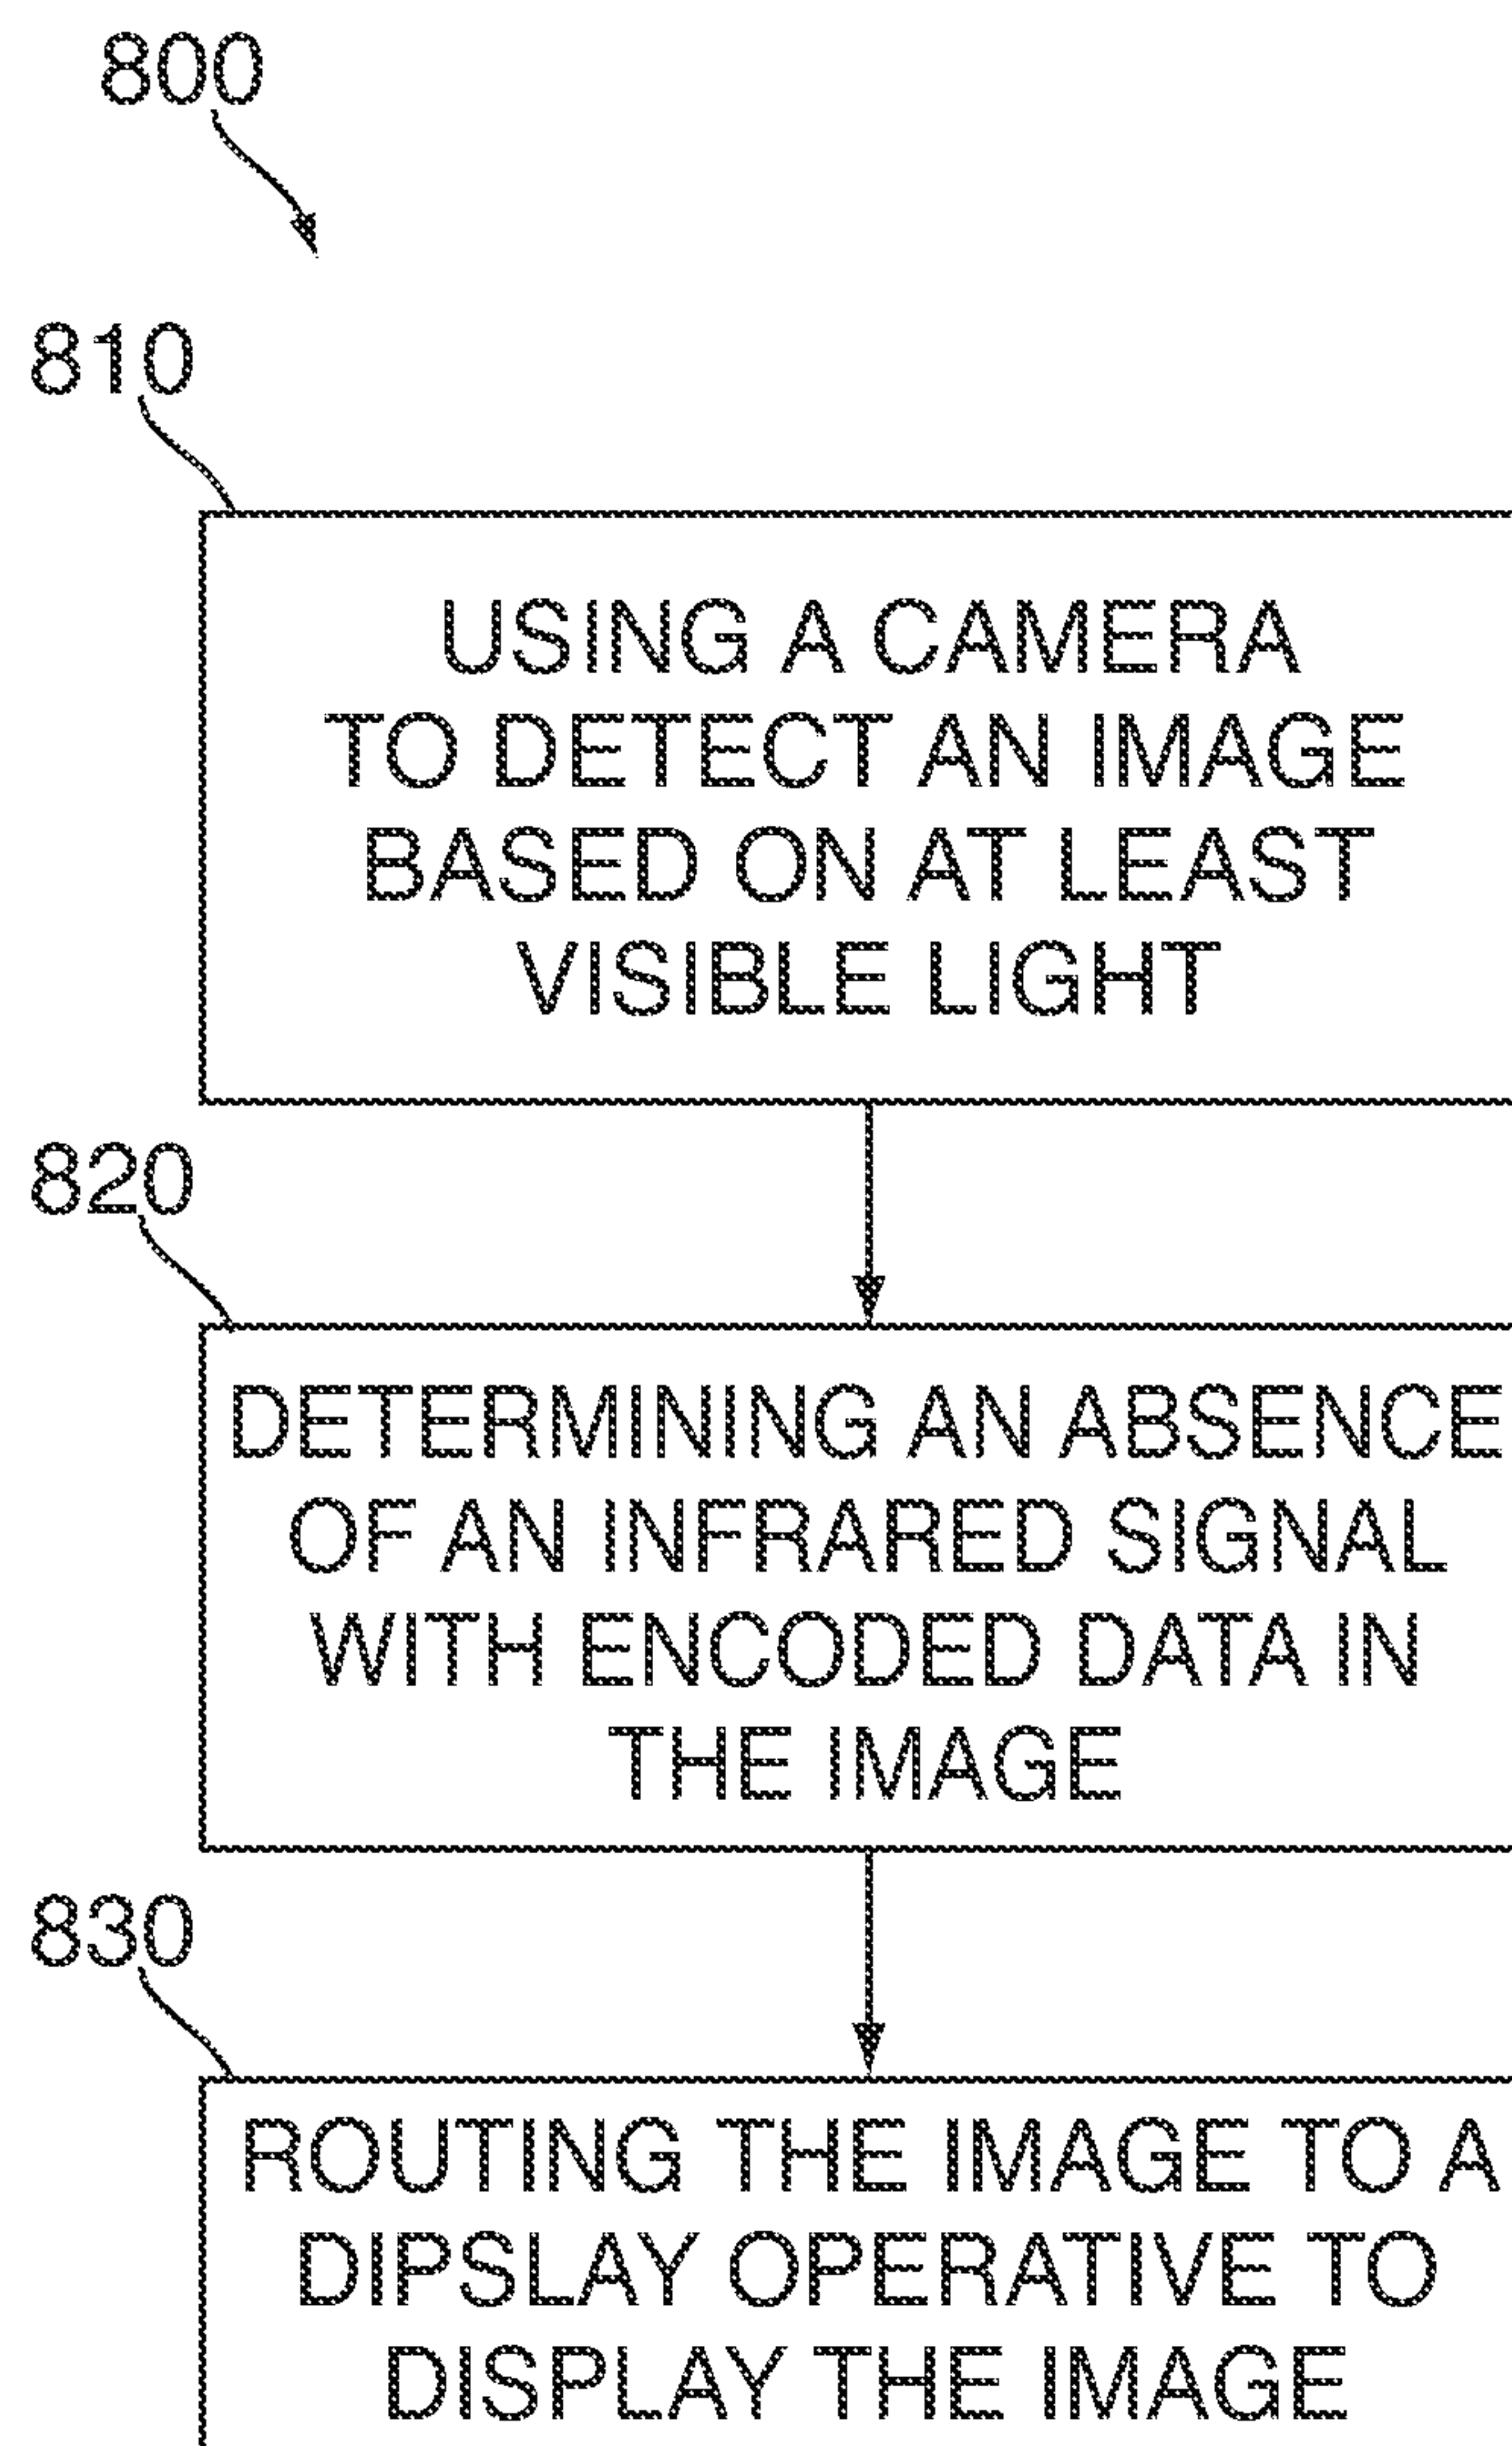 800
810
USING A CAMERA
TO DETECT AN IMAGE
BASED ON AT LEAST
VISIBLE LIGHT
820
DETERMINING AN ABSENCE
OF AN INFRARED SIGNAL
WITH ENCODED DATA IN
THE IMAGE
830
ROUTING THE IMAGE TO A
DIPSLAY OPERATIVE TO
DISPLAY THE IMAGE